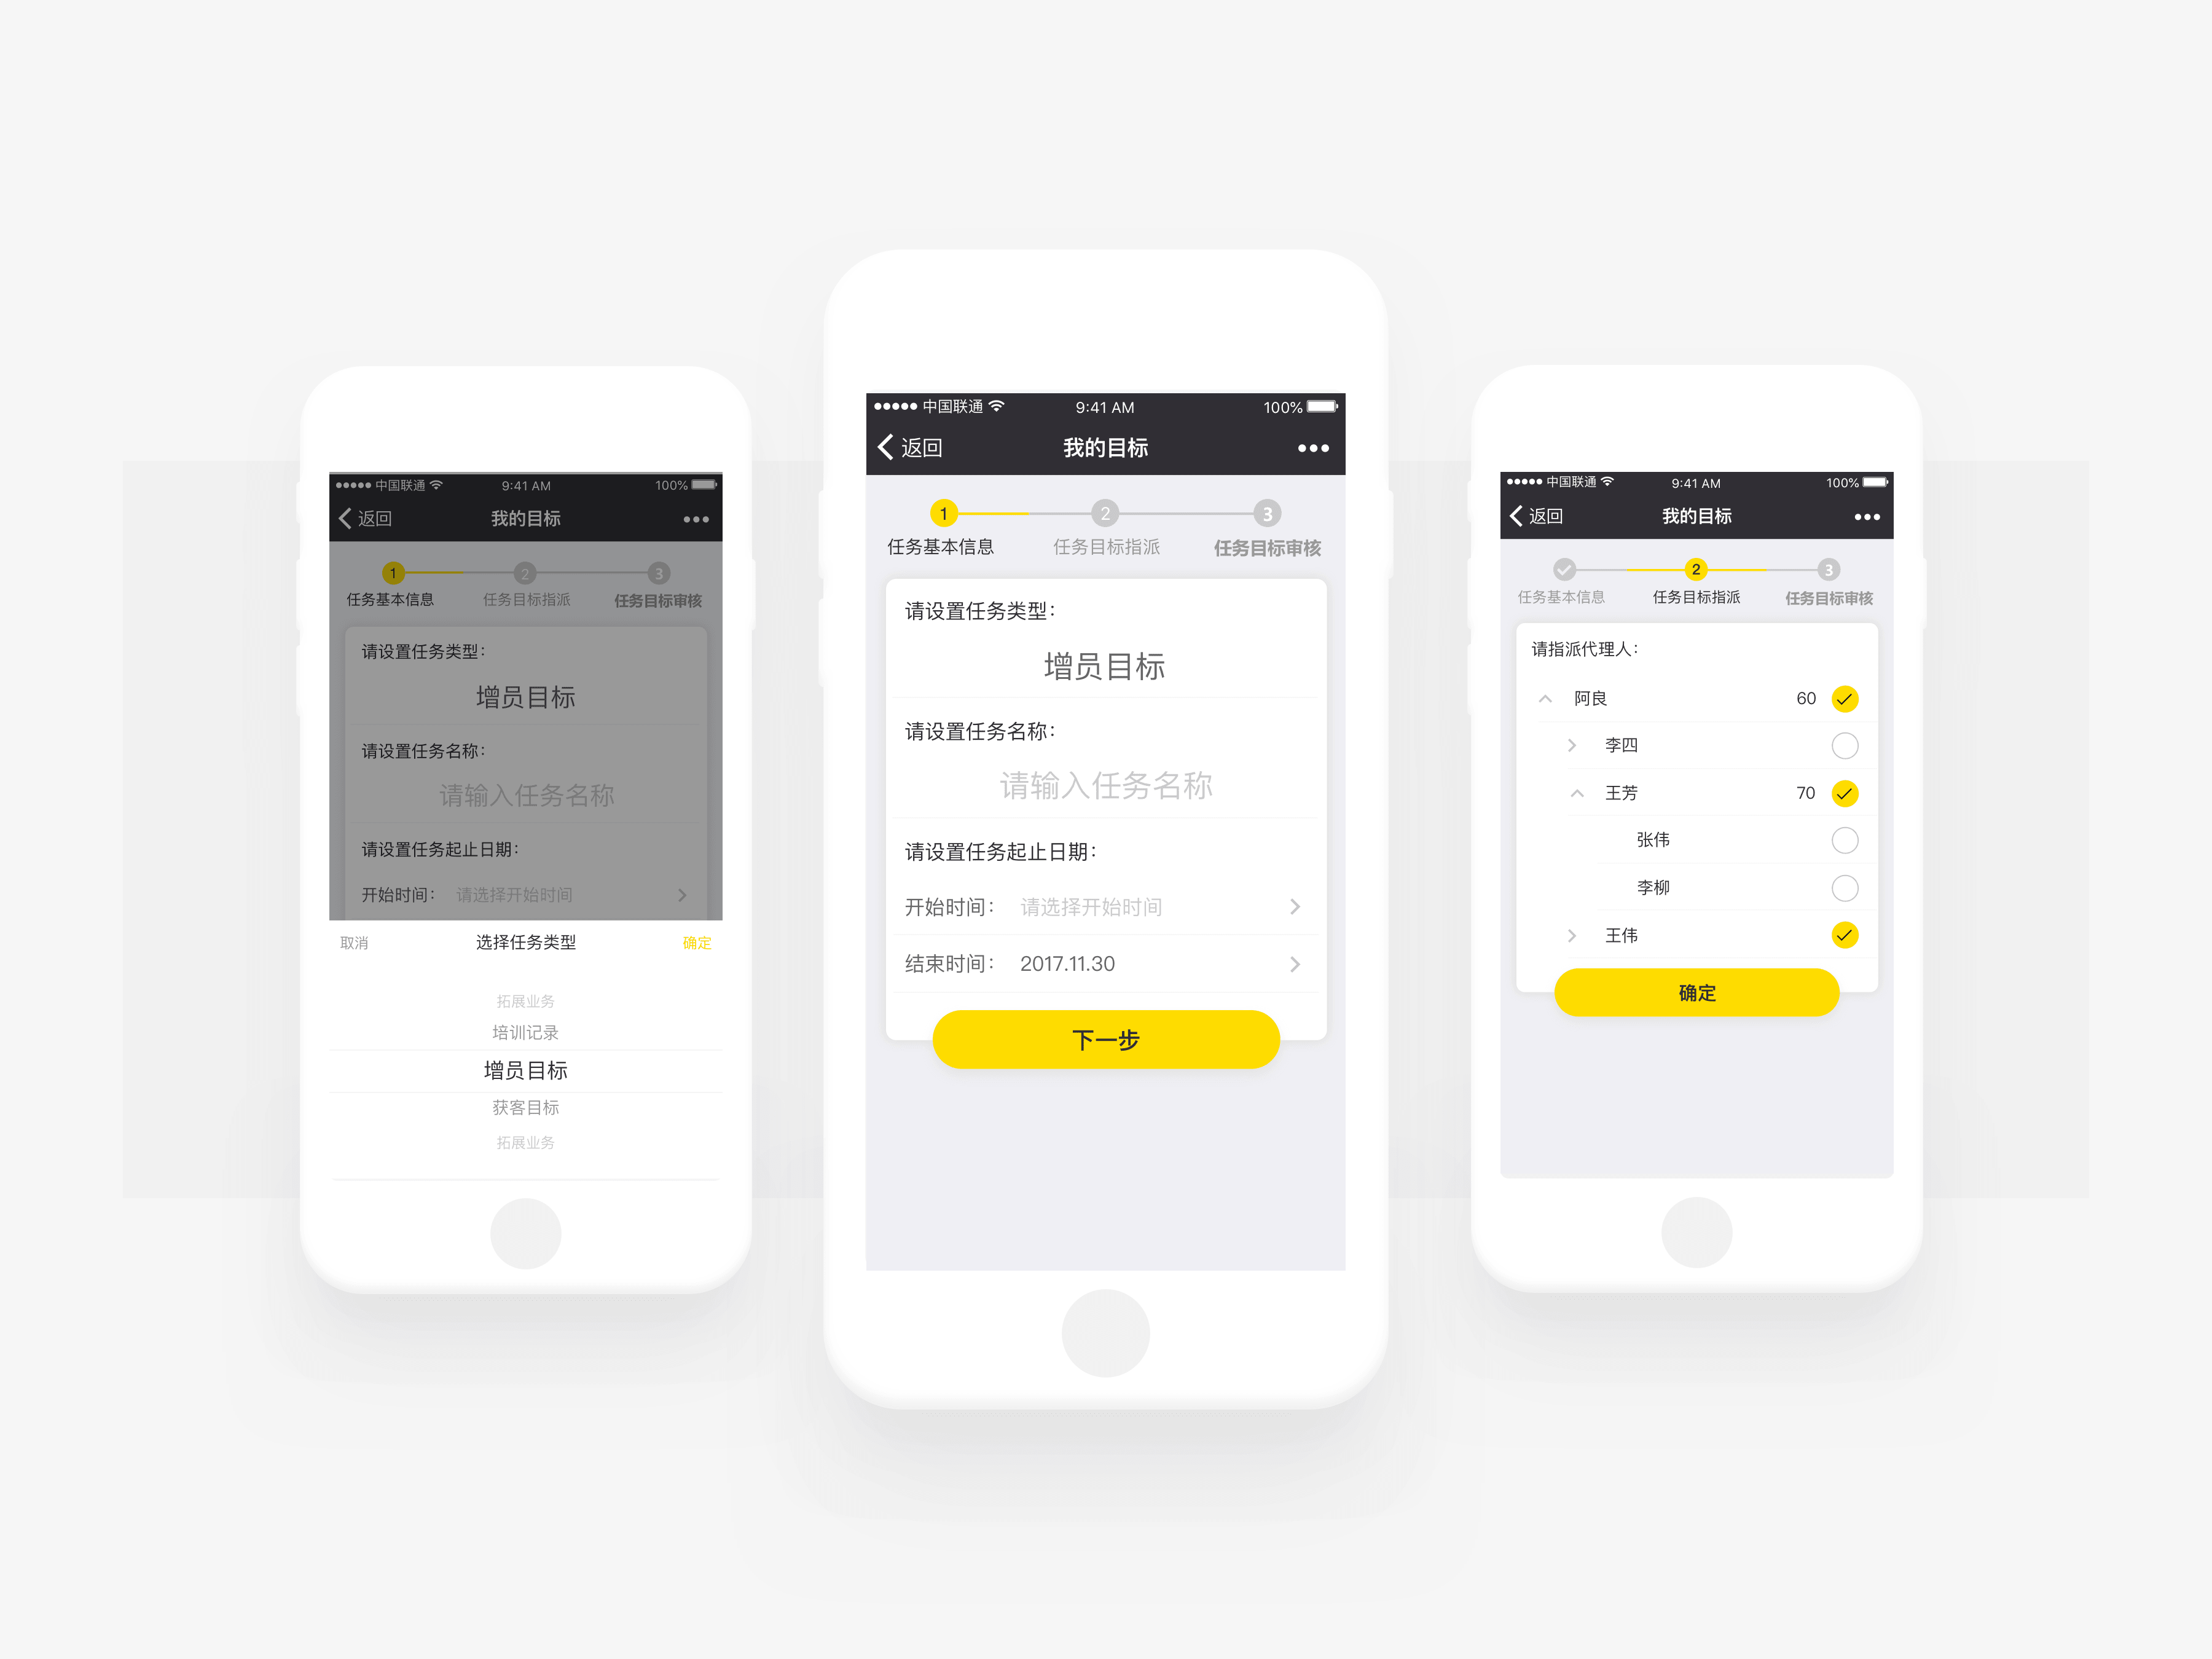 中国联通 9:41 AM 100%
返回 我的目标
1 2 3
任务基本信息 任务目标指派 任务目标审核
请设置任务类型:
增员目标
请设置任务名称:
请输入任务名称
请设置任务起止日期:
开始时间: 请选择开始时间
取消 选择任务类型 确定
拓展业务
培训记录
增员目标
获客目标
拓展业务
中国联通 9:41 AM 100%
返回 我的目标
1 2 3
任务基本信息 任务目标指派 任务目标审核
请设置任务类型:
增员目标
请设置任务名称:
请输入任务名称
请设置任务起止日期:
开始时间: 请选择开始时间
结束时间: 2017.11.30
下一步
中国联通 9:41 AM 100%
返回 我的目标
2 3
任务基本信息 任务目标指派 任务目标审核
请指派代理人:
阿良 60
李四
王芳 70
张伟
李柳
王伟
确定